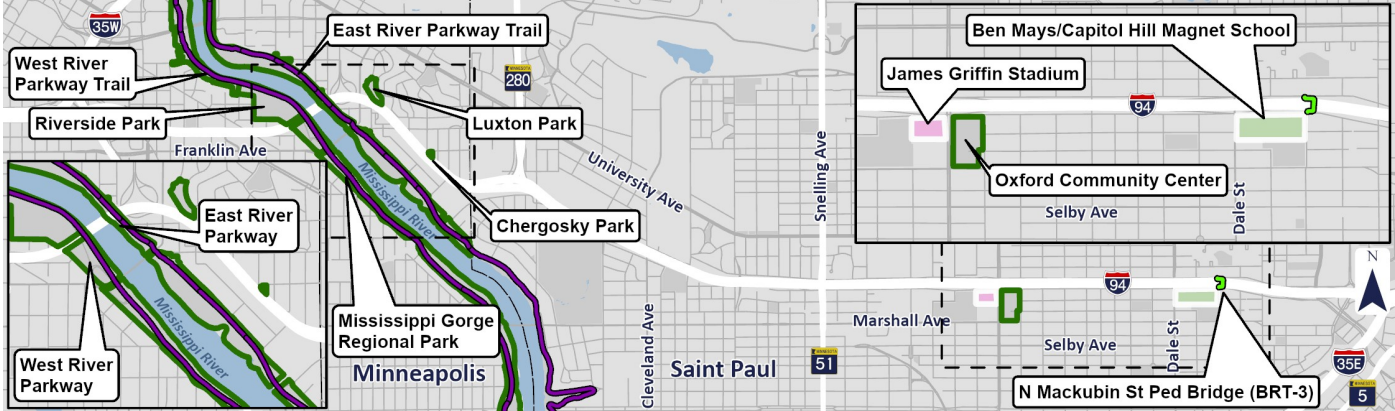 35W
West River
Parkway Trail
East River Parkway Trail
Riverside Park
Franklin Ave
MINNESOTA
280
Luxton Park
University Ave
Mississippi River
Chergosky Park
Mississippi Gorge
Regional Park
Minneapolis
East River
Parkway
Mississippi River
West River
Parkway
Cleveland Ave
Saint Paul
Snelling Ave
MINNESOTA
51
Ben Mays/Capitol Hill Magnet School
James Griffin Stadium
94
Oxford Community Center
Selby Ave
Dale St
94
Marshall Ave
Selby Ave
Dale St
N Mackubin St Ped Bridge (BRT-3)
N
35E
MINNESOTA
5